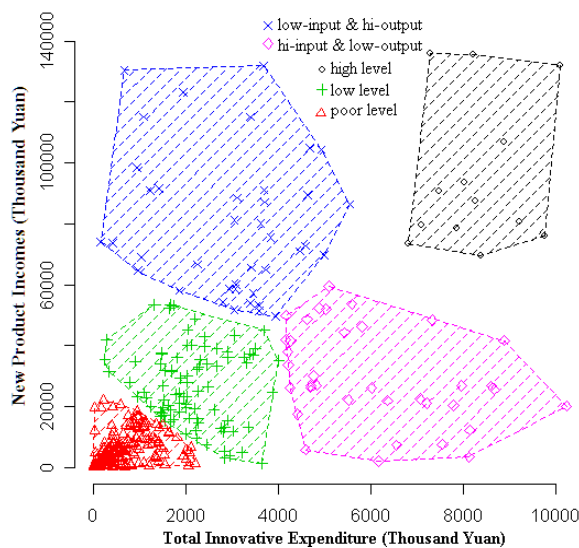 low-input & hi-output
hi-input & low-output
high level
low level
poor level
New Product Incomes (Thousand Yuan)
140000
100000
60000
20000
0
0 2000 4000 6000 8000 10000
Total Innovative Expenditure (Thousand Yuan)